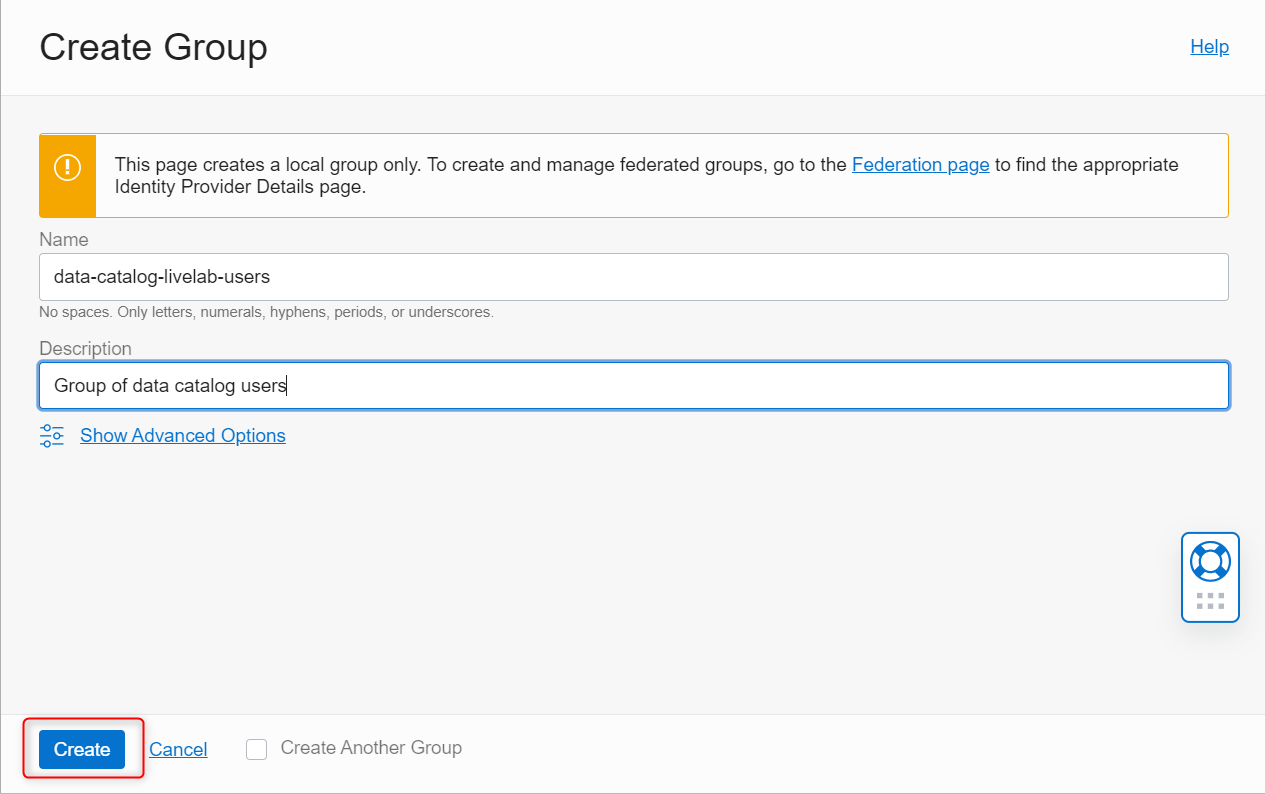 Create Group
Help
This page creates a local group only. To create and manage federated groups, go to the Federation page to find the appropriate
Identity Provider Details page.
Name
data-catalog-livelab-users
No spaces. Only letters, numerals, hyphens, periods, or underscores.
Description
Group of data catalog users
Show Advanced Options
Create
Cancel
Create Another Group